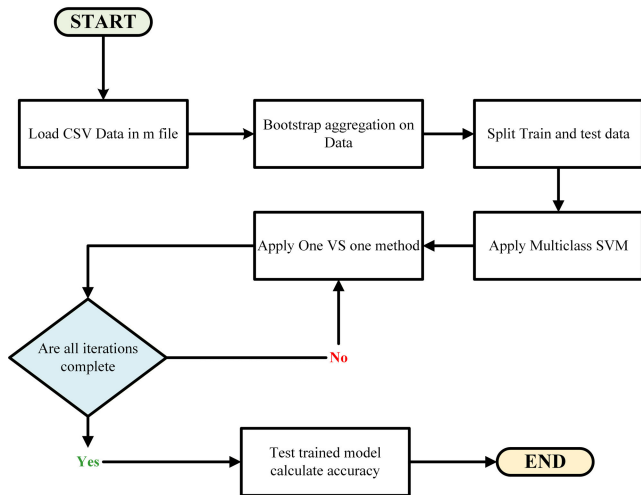 START
Load CSV Data in m file
Bootstrap aggregation on
Data
Split Train and test data
Apply Multiclass SVM
Apply One VS one method
Are all iterations
complete
No
Yes
Test trained model
calculate accuracy
END